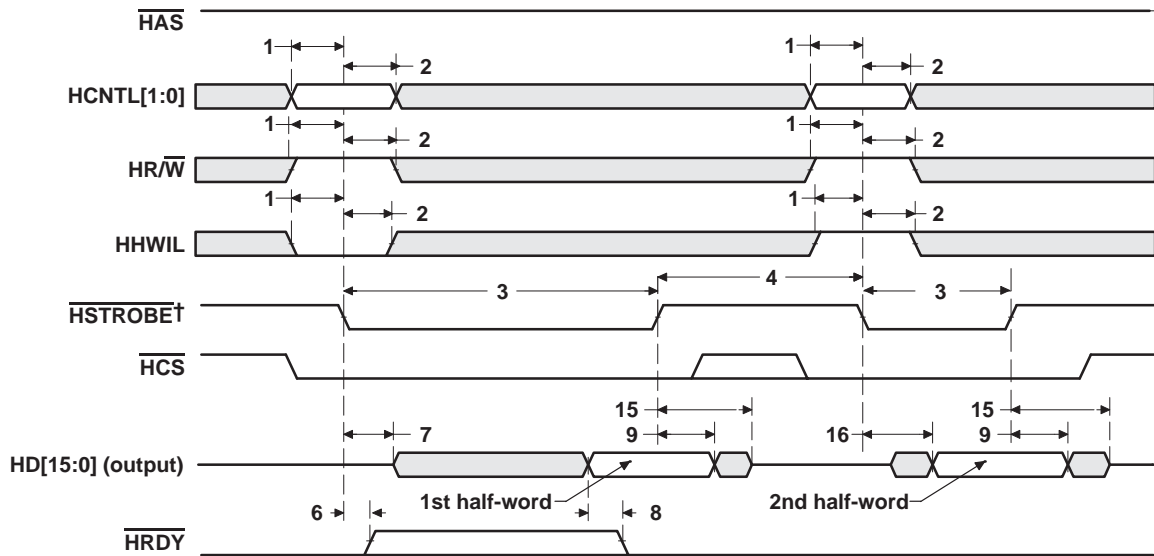 HAS
1
2
1
2
HCNTL[1:0]
1
2
1
2
HR/W
1
2
1
2
HHWIL
3
4
3
HSTROBE†
HCS
15
15
7
9
16
9
HD[15:0] (output)
1st half-word
2nd half-word
6
8
HRDY